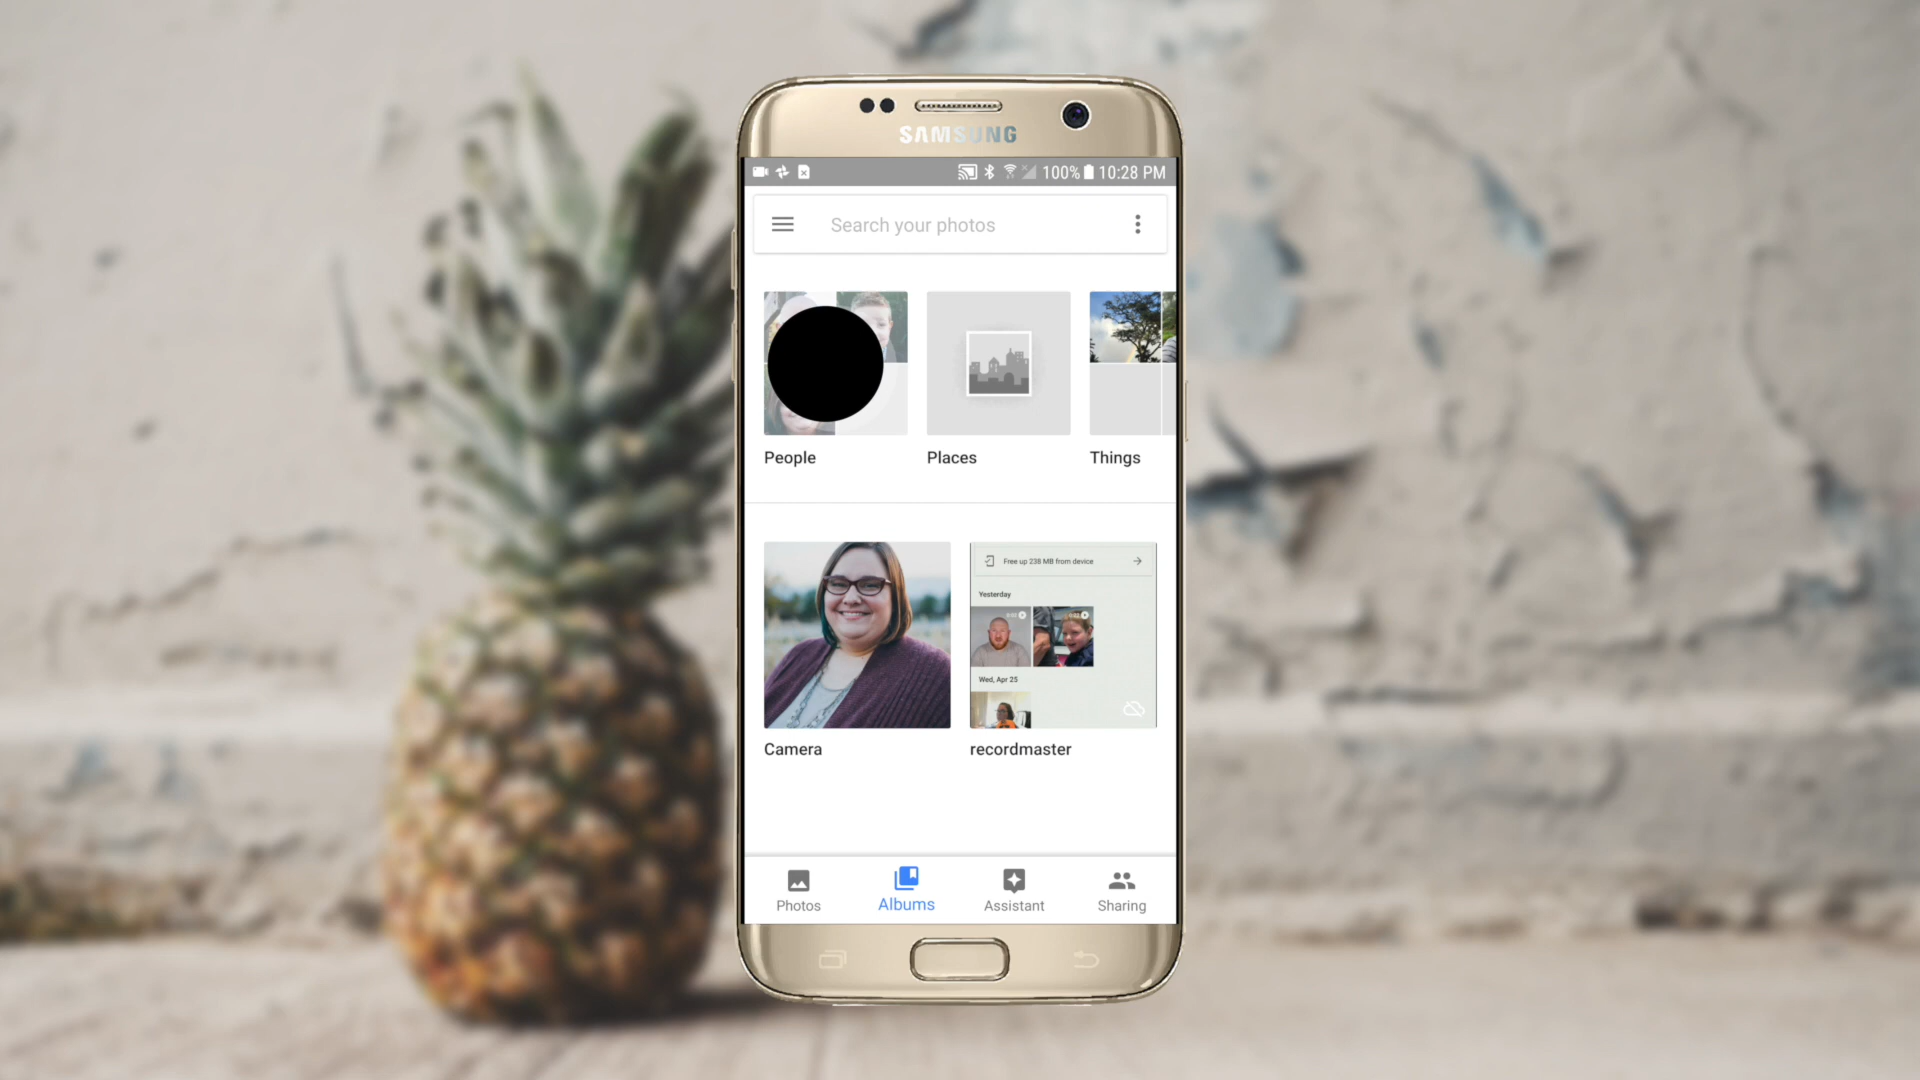 SAMSUNG
100% 10:28 PM
Search your photos
People
Places
Things
Free up 238 MB from device
Yesterday
Wed, Apr 25
Camera
recordmaster
Photos
Albums
Assistant
Sharing